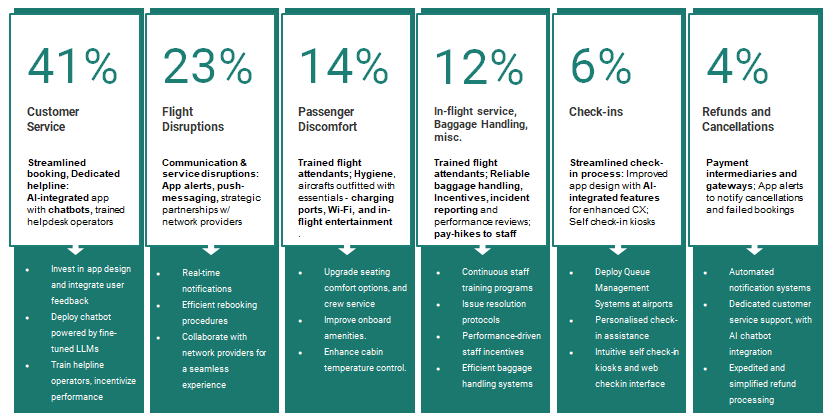 41%
Customer
Service
Streamlined
booking, Dedicated
helpline:
AI-integrated app
with chatbots, trained
helpdesk operators
• Invest in app design
and integrate user
feedback
• Deploy chatbot
powered by fine-
tuned LLMs
• Train helpline
operators, incentivize
performance
23%
Flight
Disruptions
Communication &
service disruptions:
App alerts, push-
messaging, strategic
partnerships w/
network providers
• Real-time
notifications
• Efficient rebooking
procedures
• Collaborate with
network providers for
a seamless
experience
14%
Passenger
Discomfort
Trained flight
attendants; Hygiene,
aircrafts outfitted with
essentials - charging
ports, Wi-Fi, and in-
flight entertainment
.
• Upgrade seating
comfort options, and
crew service
• Improve onboard
amenities.
• Enhance cabin
temperature control.
12%
In-flight service,
Baggage Handling,
misc.
Trained flight
attendants; Reliable
baggage handling,
Incentives, incident
reporting and
performance reviews;
pay-hikes to staff
• Continuous staff
training programs
• Issue resolution
protocols
• Performance-driven
staff incentives
• Efficient baggage
handling systems
6%
Check-ins
Streamlined check-
in process: Improved
app design with AI-
integrated features
for enhanced CX;
Self check-in kiosks
• Deploy Queue
Management
Systems at airports
• Personalised check-
in assistance
• Intuitive self check-in
kiosks and web
checkin interface
4%
Refunds and
Cancellations
Payment
intermediaries and
gateways; App alerts
to notify cancellations
and failed bookings
• Automated
notification systems
• Dedicated customer
service support, with
AI chatbot
integration
• Expedited and
simplified refund
processing